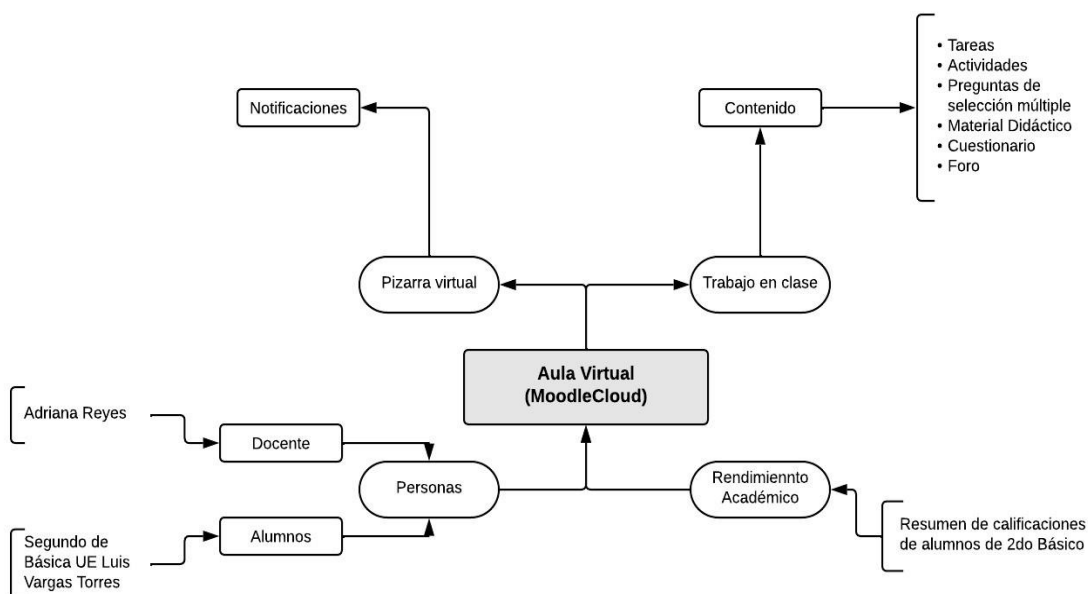 • Tareas
• Actividades
• Preguntas de
selección múltiple
• Material Didáctico
• Cuestionario
• Foro
Notificaciones
Contenido
Pizarra virtual
Trabajo en clase
Aula Virtual
(MoodleCloud)
Adriana Reyes
Docente
Personas
Rendimiennto
Académico
Alumnos
Segundo de
Básica UE Luis
Vargas Torres
Resumen de calificaciones
de alumnos de 2do Básico